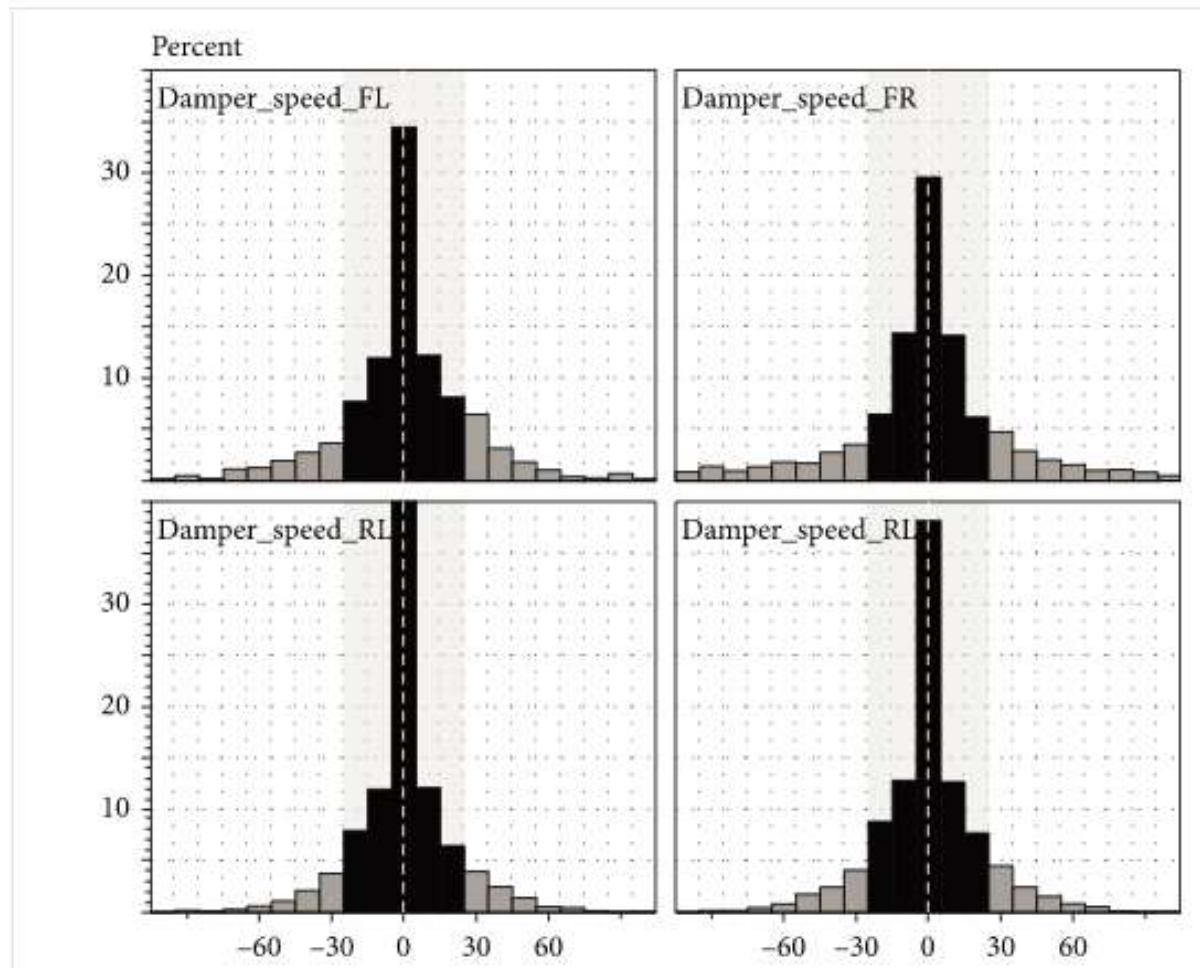 Percent
Damper_speed_FL
Damper_speed_FR
30
20
10
Damper_speed_RL
Damper_speed_RL
30
20
10
−60 −30 0 30 60
−60 −30 0 30 60